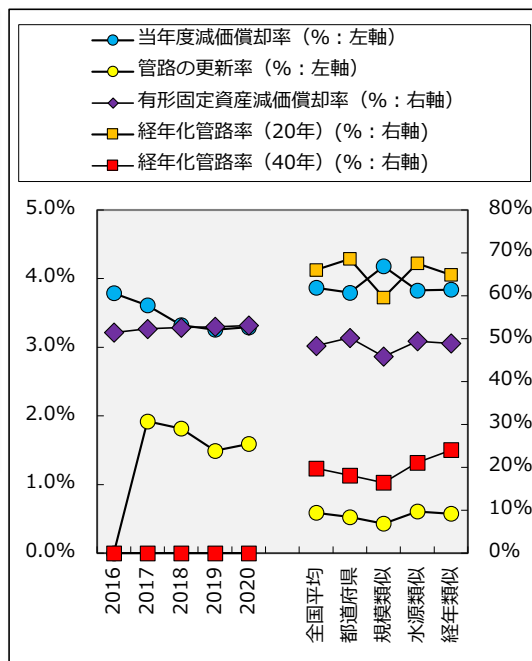 当年度減価償却率（%：左軸）
管路の更新率（%：左軸）
有形固定資産減価償却率（%：右軸）
経年化管路率（20年）(%：右軸)
経年化管路率（40年）(%：右軸)
5.0%
4.0%
3.0%
2.0%
1.0%
0.0%
80%
70%
60%
50%
40%
30%
20%
10%
0%
2016
2017
2018
2019
2020
全国平均
都道府県
規模類似
水源類似
経年類似